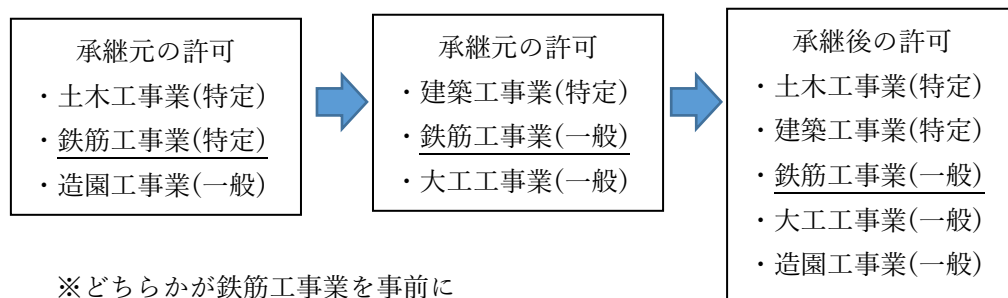 承継元の許可
・土木工事業(特定)
・鉄筋工事業(特定)
・造園工事業(一般)
承継元の許可
・建築工事業(特定)
・鉄筋工事業(一般)
・大工工事業(一般)
承継後の許可
・土木工事業(特定)
・建築工事業(特定)
・鉄筋工事業(一般)
・大工工事業(一般)
・造園工事業(一般)
※どちらかが鉄筋工事業を事前に